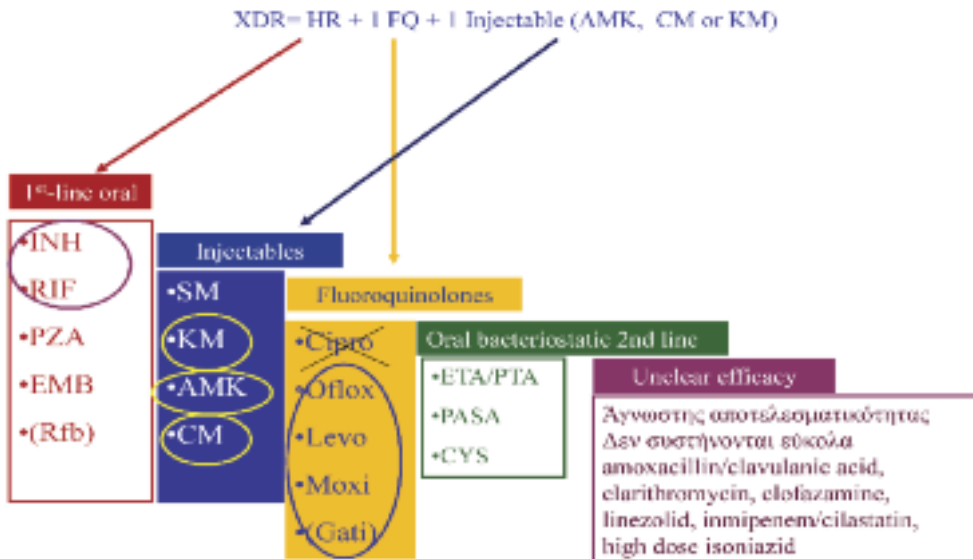 XDR= HR + 1 FQ + 1 Injectable (AMK, CM or KM)
1st-line oral
•INH
•RIF
•PZA
•EMB
•(Rfb)
Injectables
•SM
•KM
•AMK
•CM
Fluoroquinolones
•Cipro
•Oflox
•Levo
•Moxi
•(Gati)
Oral bacteriostatic 2nd line
•ETA/PTA
•PASA
•CYS
Unclear efficacy
Άγνωστης αποτελεσματικότητας
Δεν συστήνονται εύκολα
amoxacillin/clavulanic acid,
clarithromycin, clofazamine,
linezolid, inmipenem/cilastatin,
high dose isoniazid